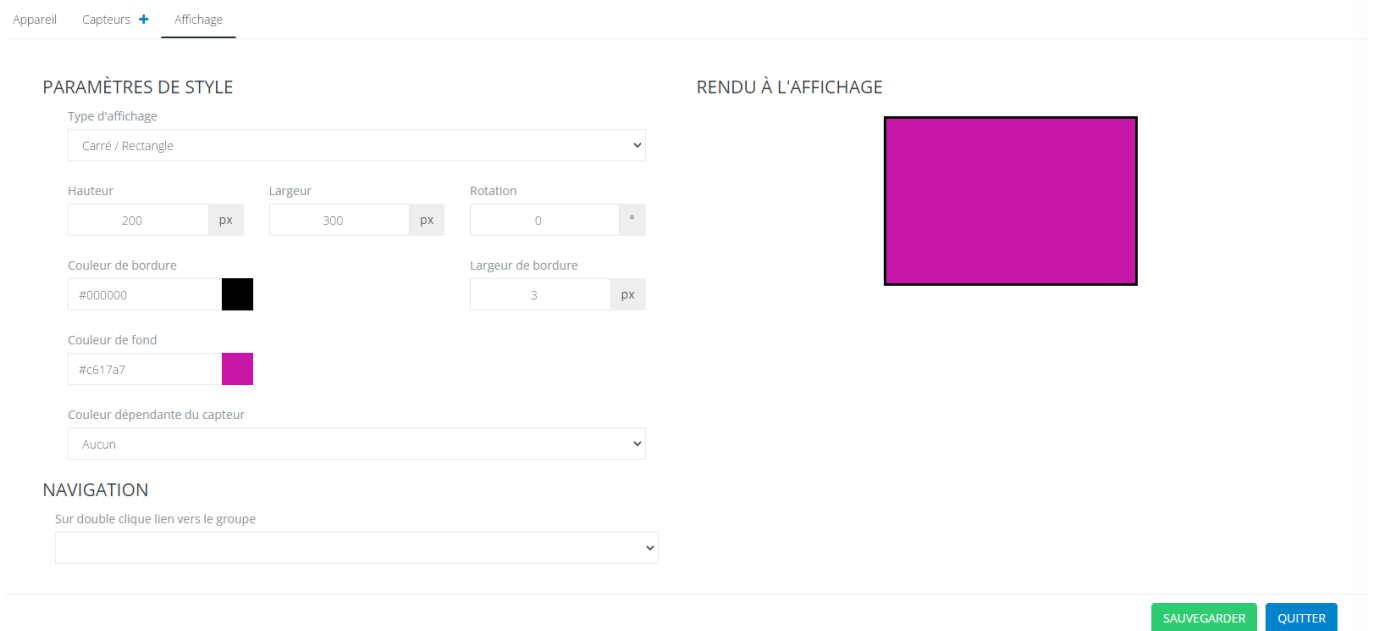 Appareil Capteurs + Affichage
PARAMÈTRES DE STYLE
Type d'affichage
Carré / Rectangle
Hauteur Largeur Rotation
200 px 300 px 0 °
Couleur de bordure Largeur de bordure
#000000 3 px
Couleur de fond
#c617a7
Couleur dépendante du capteur
Aucun
NAVIGATION
Sur double clique lien vers le groupe
RENDU À L'AFFICHAGE
SAUVEGARDER QUITTER